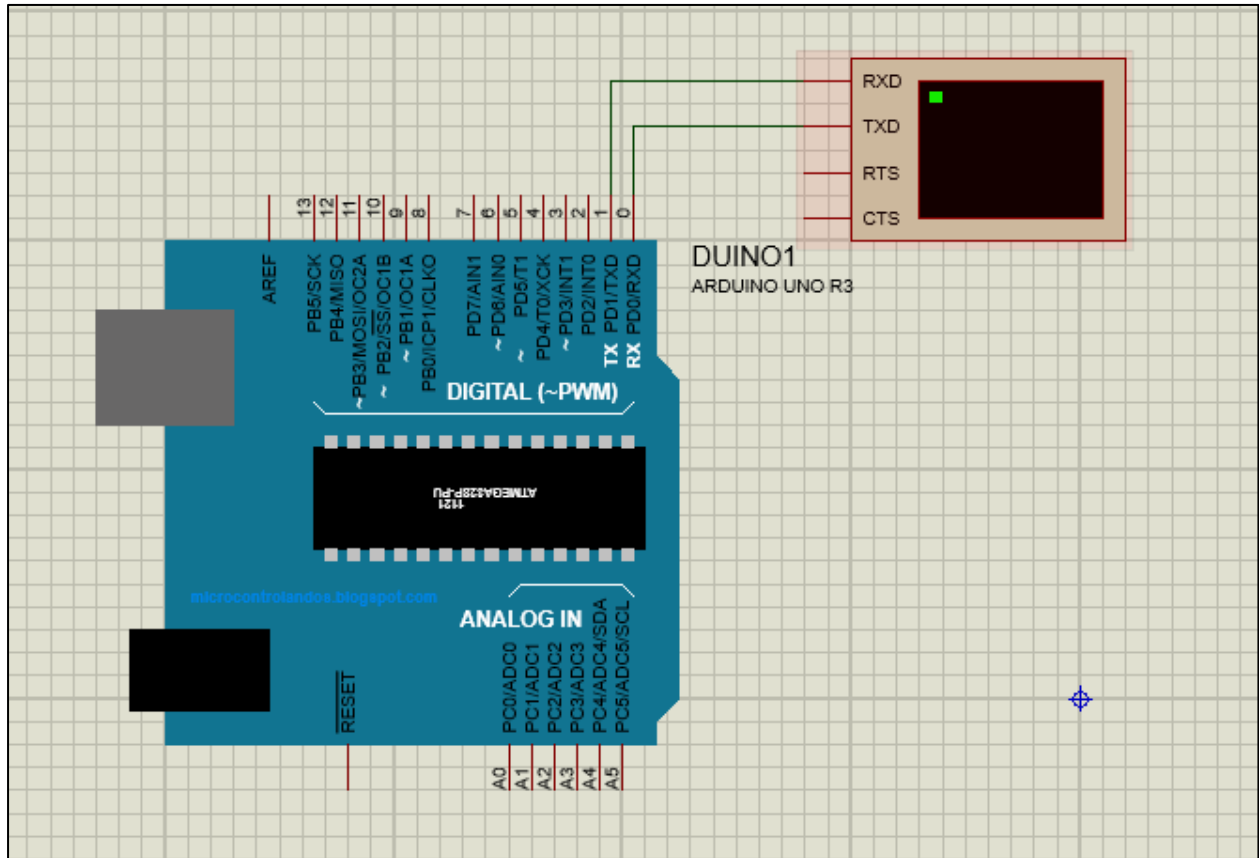 RXD
TXD
RTS
CTS
13
12
11
10
9
8
7
6
5
4
3
2
1
0
AREF
PB5/SCK
PB4/MISO
~PB3/MOSI/OC2A
~ PB2/SS/OC1B
~ PB1/OC1A
PB0/ICP1/CLKO
PD7/AIN1
~ PD6/AIN0
~ PD5/T1
PD4/T0/XCK
~ PD3/INT1
PD2/INT0
TX PD1/TXD
RX PD0/RXD
DUINO1
ARDUINO UNO R3
DIGITAL (~PWM)
1121
ATMEGA328P-PU
microcontrolandos.blogspot.com
ANALOG IN
RESET
PC0/ADC0
PC1/ADC1
PC2/ADC2
PC3/ADC3
PC4/ADC4/SDA
PC5/ADC5/SCL
A0
A1
A2
A3
A4
A5